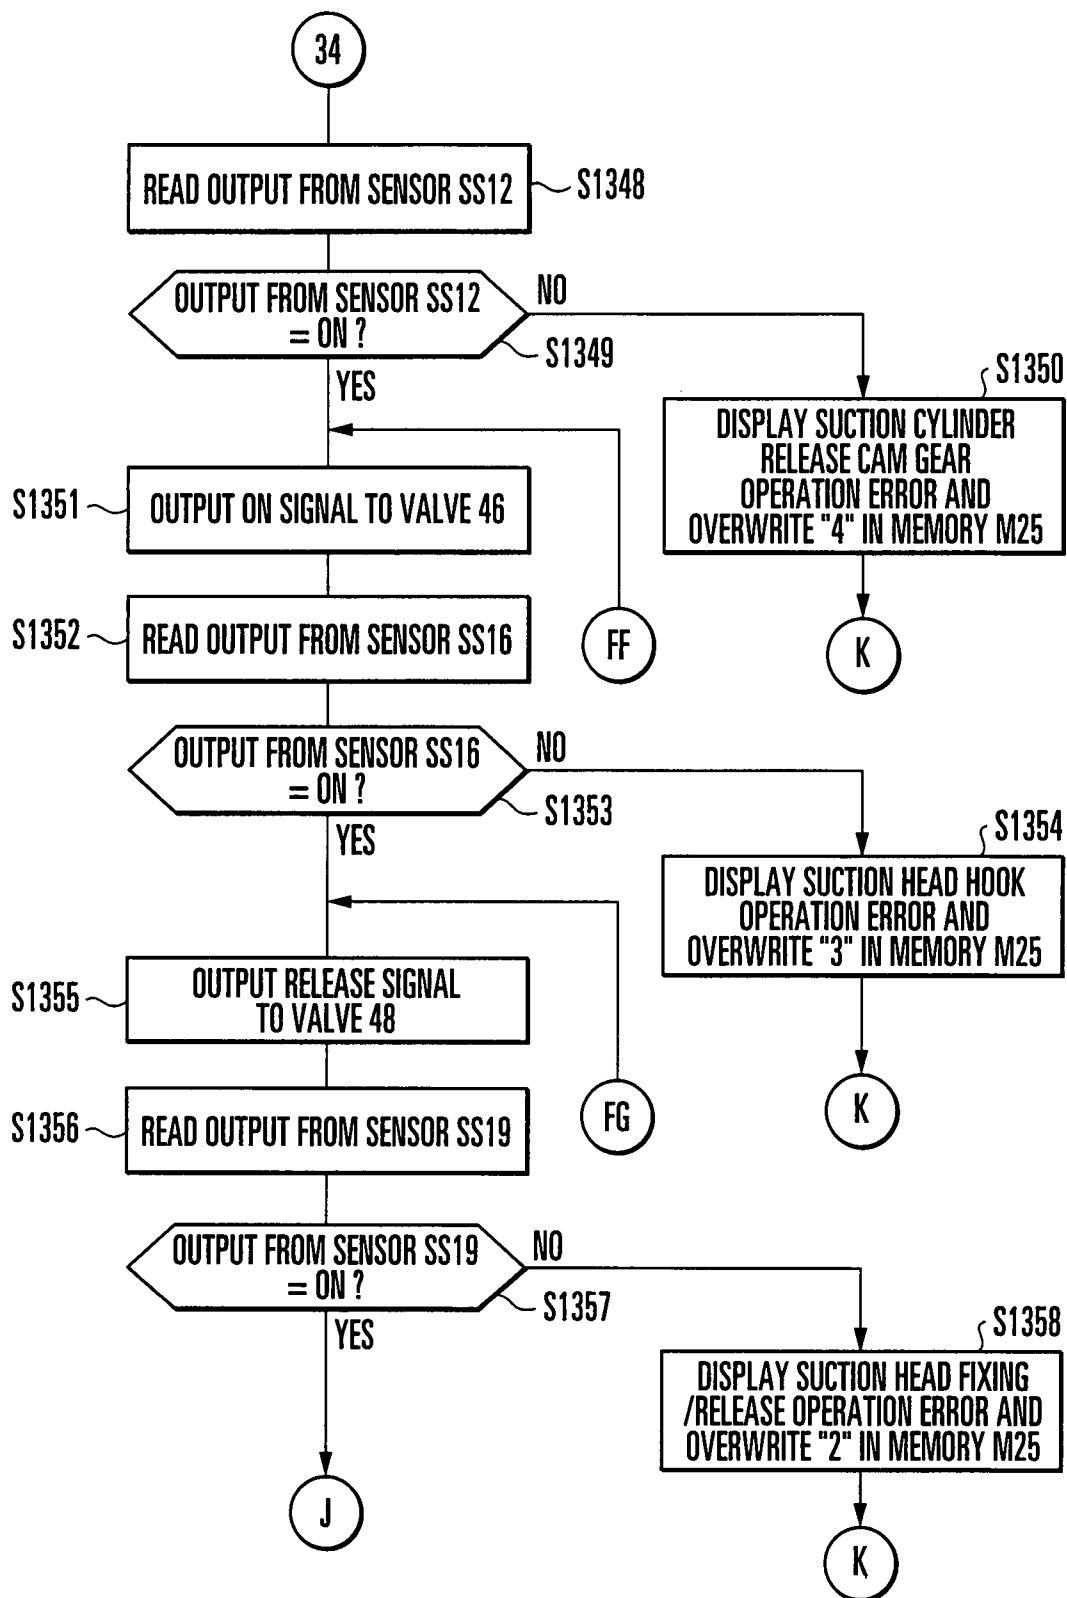 34
READ OUTPUT FROM SENSOR SS12
S1348
OUTPUT FROM SENSOR SS12
= ON ?
NO
S1349
YES
S1350
DISPLAY SUCTION CYLINDER
RELEASE CAM GEAR
OPERATION ERROR AND
OVERWRITE "4" IN MEMORY M25
K
S1351
OUTPUT ON SIGNAL TO VALVE 46
S1352
READ OUTPUT FROM SENSOR SS16
FF
OUTPUT FROM SENSOR SS16
= ON ?
NO
S1353
YES
S1354
DISPLAY SUCTION HEAD HOOK
OPERATION ERROR AND
OVERWRITE "3" IN MEMORY M25
K
S1355
OUTPUT RELEASE SIGNAL
TO VALVE 48
S1356
READ OUTPUT FROM SENSOR SS19
FG
OUTPUT FROM SENSOR SS19
= ON ?
NO
S1357
YES
S1358
DISPLAY SUCTION HEAD FIXING
/RELEASE OPERATION ERROR AND
OVERWRITE "2" IN MEMORY M25
J
K